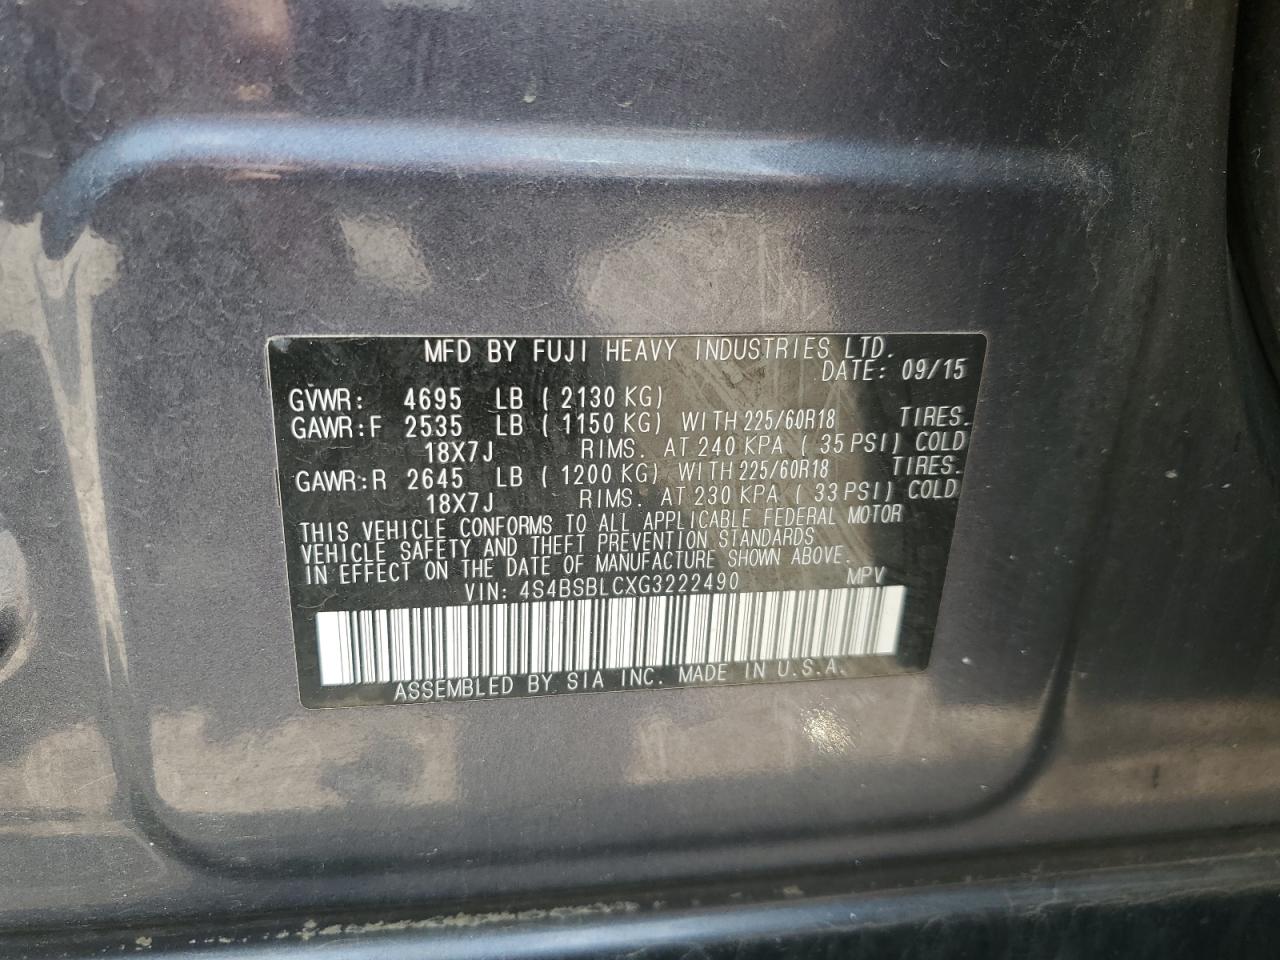 MFD BY FUJI HEAVY INDUSTRIES LTD.
DATE: 09/15
GVWR: 4695 LB ( 2130 KG)
GAWR:F 2535 LB ( 1150 KG) WITH 225/60R18 TIRES.
18X7J RIMS. AT 240 KPA ( 35 PSI) COLD
GAWR:R 2645 LB ( 1200 KG) WITH 225/60R18 TIRES.
18X7J RIMS. AT 230 KPA ( 33 PSI) COLD
THIS VEHICLE CONFORMS TO ALL APPLICABLE FEDERAL MOTOR
VEHICLE SAFETY AND THEFT PREVENTION STANDARDS
IN EFFECT ON THE DATE OF MANUFACTURE SHOWN ABOVE.
VIN: 4S4BSBLCXG3222490 MPV
ASSEMBLED BY SIA INC. MADE IN U.S.A.